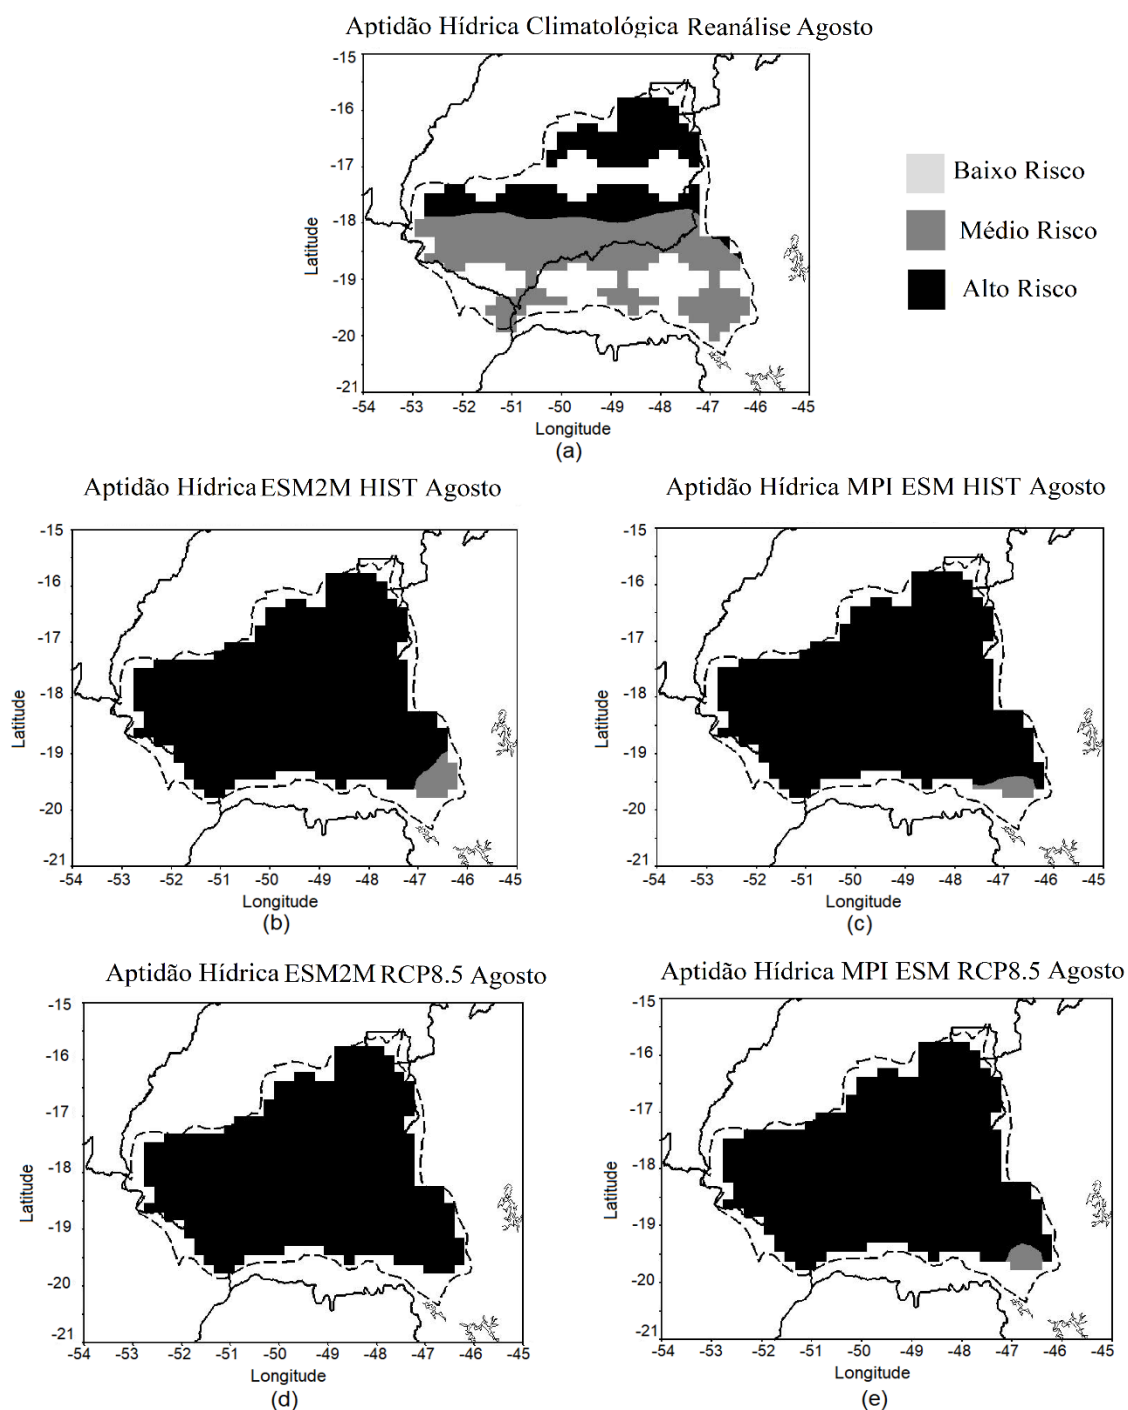 Aptidão Hídrica Climatológica Reanálise Agosto
-15
-16
-17
-18
-19
-20
-21
Latitude
-54 -53 -52 -51 -50 -49 -48 -47 -46 -45
Longitude
(a)
Baixo Risco
Médio Risco
Alto Risco
Aptidão Hídrica ESM2M HIST Agosto
-15
-16
-17
-18
-19
-20
-21
Latitude
-54 -53 -52 -51 -50 -49 -48 -47 -46 -45
Longitude
(b)
Aptidão Hídrica MPI ESM HIST Agosto
-15
-16
-17
-18
-19
-20
-21
Latitude
-54 -53 -52 -51 -50 -49 -48 -47 -46 -45
Longitude
(c)
Aptidão Hídrica ESM2M RCP8.5 Agosto
-15
-16
-17
-18
-19
-20
-21
Latitude
-54 -53 -52 -51 -50 -49 -48 -47 -46 -45
Longitude
(d)
Aptidão Hídrica MPI ESM RCP8.5 Agosto
-15
-16
-17
-18
-19
-20
-21
Latitude
-54 -53 -52 -51 -50 -49 -48 -47 -46 -45
Longitude
(e)